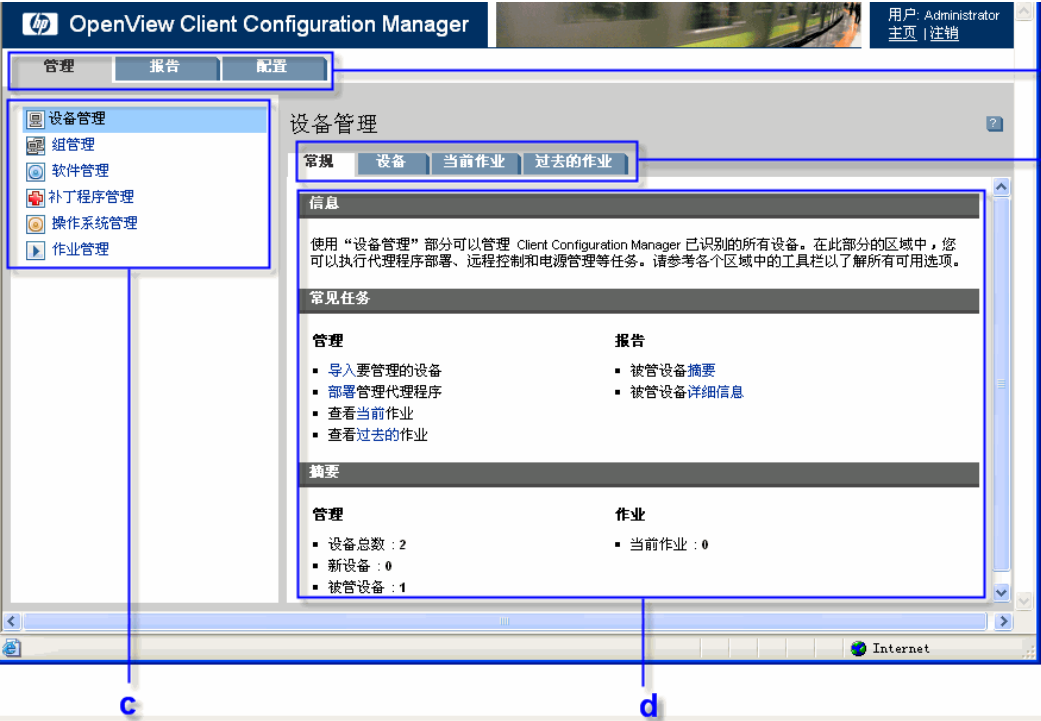 hp OpenView Client Configuration Manager
用户: Administrator
主页 | 注销
管理 报告 配置
设备管理
组管理
软件管理
补丁程序管理
操作系统管理
作业管理
设备管理
?
常规 设备 当前作业 过去的作业
信息
使用“设备管理”部分可以管理 Client Configuration Manager 已识别的所有设备。在此部分的区域中，您
可以执行代理程序部署、远程控制和电源管理等任务。请参考各个区域中的工具栏以了解所有可用选项。
常见任务
管理
▪ 导入要管理的设备
▪ 部署管理代理程序
▪ 查看当前作业
▪ 查看过去的作业
报告
▪ 被管设备摘要
▪ 被管设备详细信息
摘要
管理
▪ 设备总数：2
▪ 新设备：0
▪ 被管设备：1
作业
▪ 当前作业：0
Internet
c
d